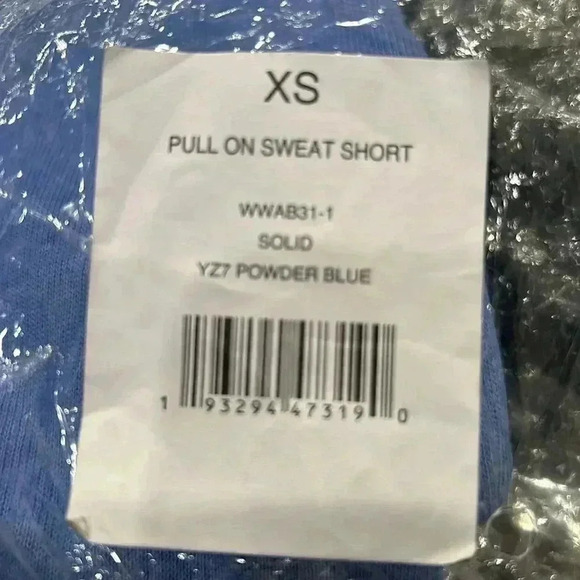 XS
PULL ON SWEAT SHORT
WWAB31-1
SOLID
YZ7 POWDER BLUE
1 93294 47319 0